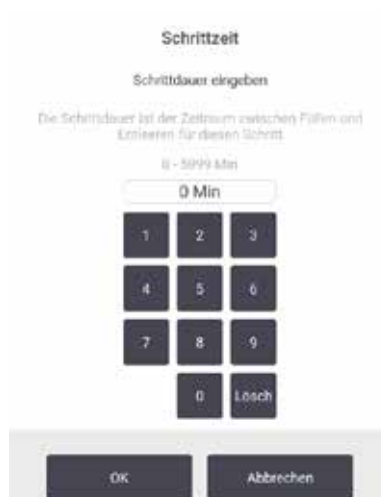 Schrittzeit
Schrittdauer eingeben
Die Schrittdauer ist der Zeitraum zwischen Füllen und
Entleeren für diesen Schritt.
0 - 5999 Min
0 Min
1 2 3
4 5 6
7 8 9
0 Lösch
OK Abbrechen